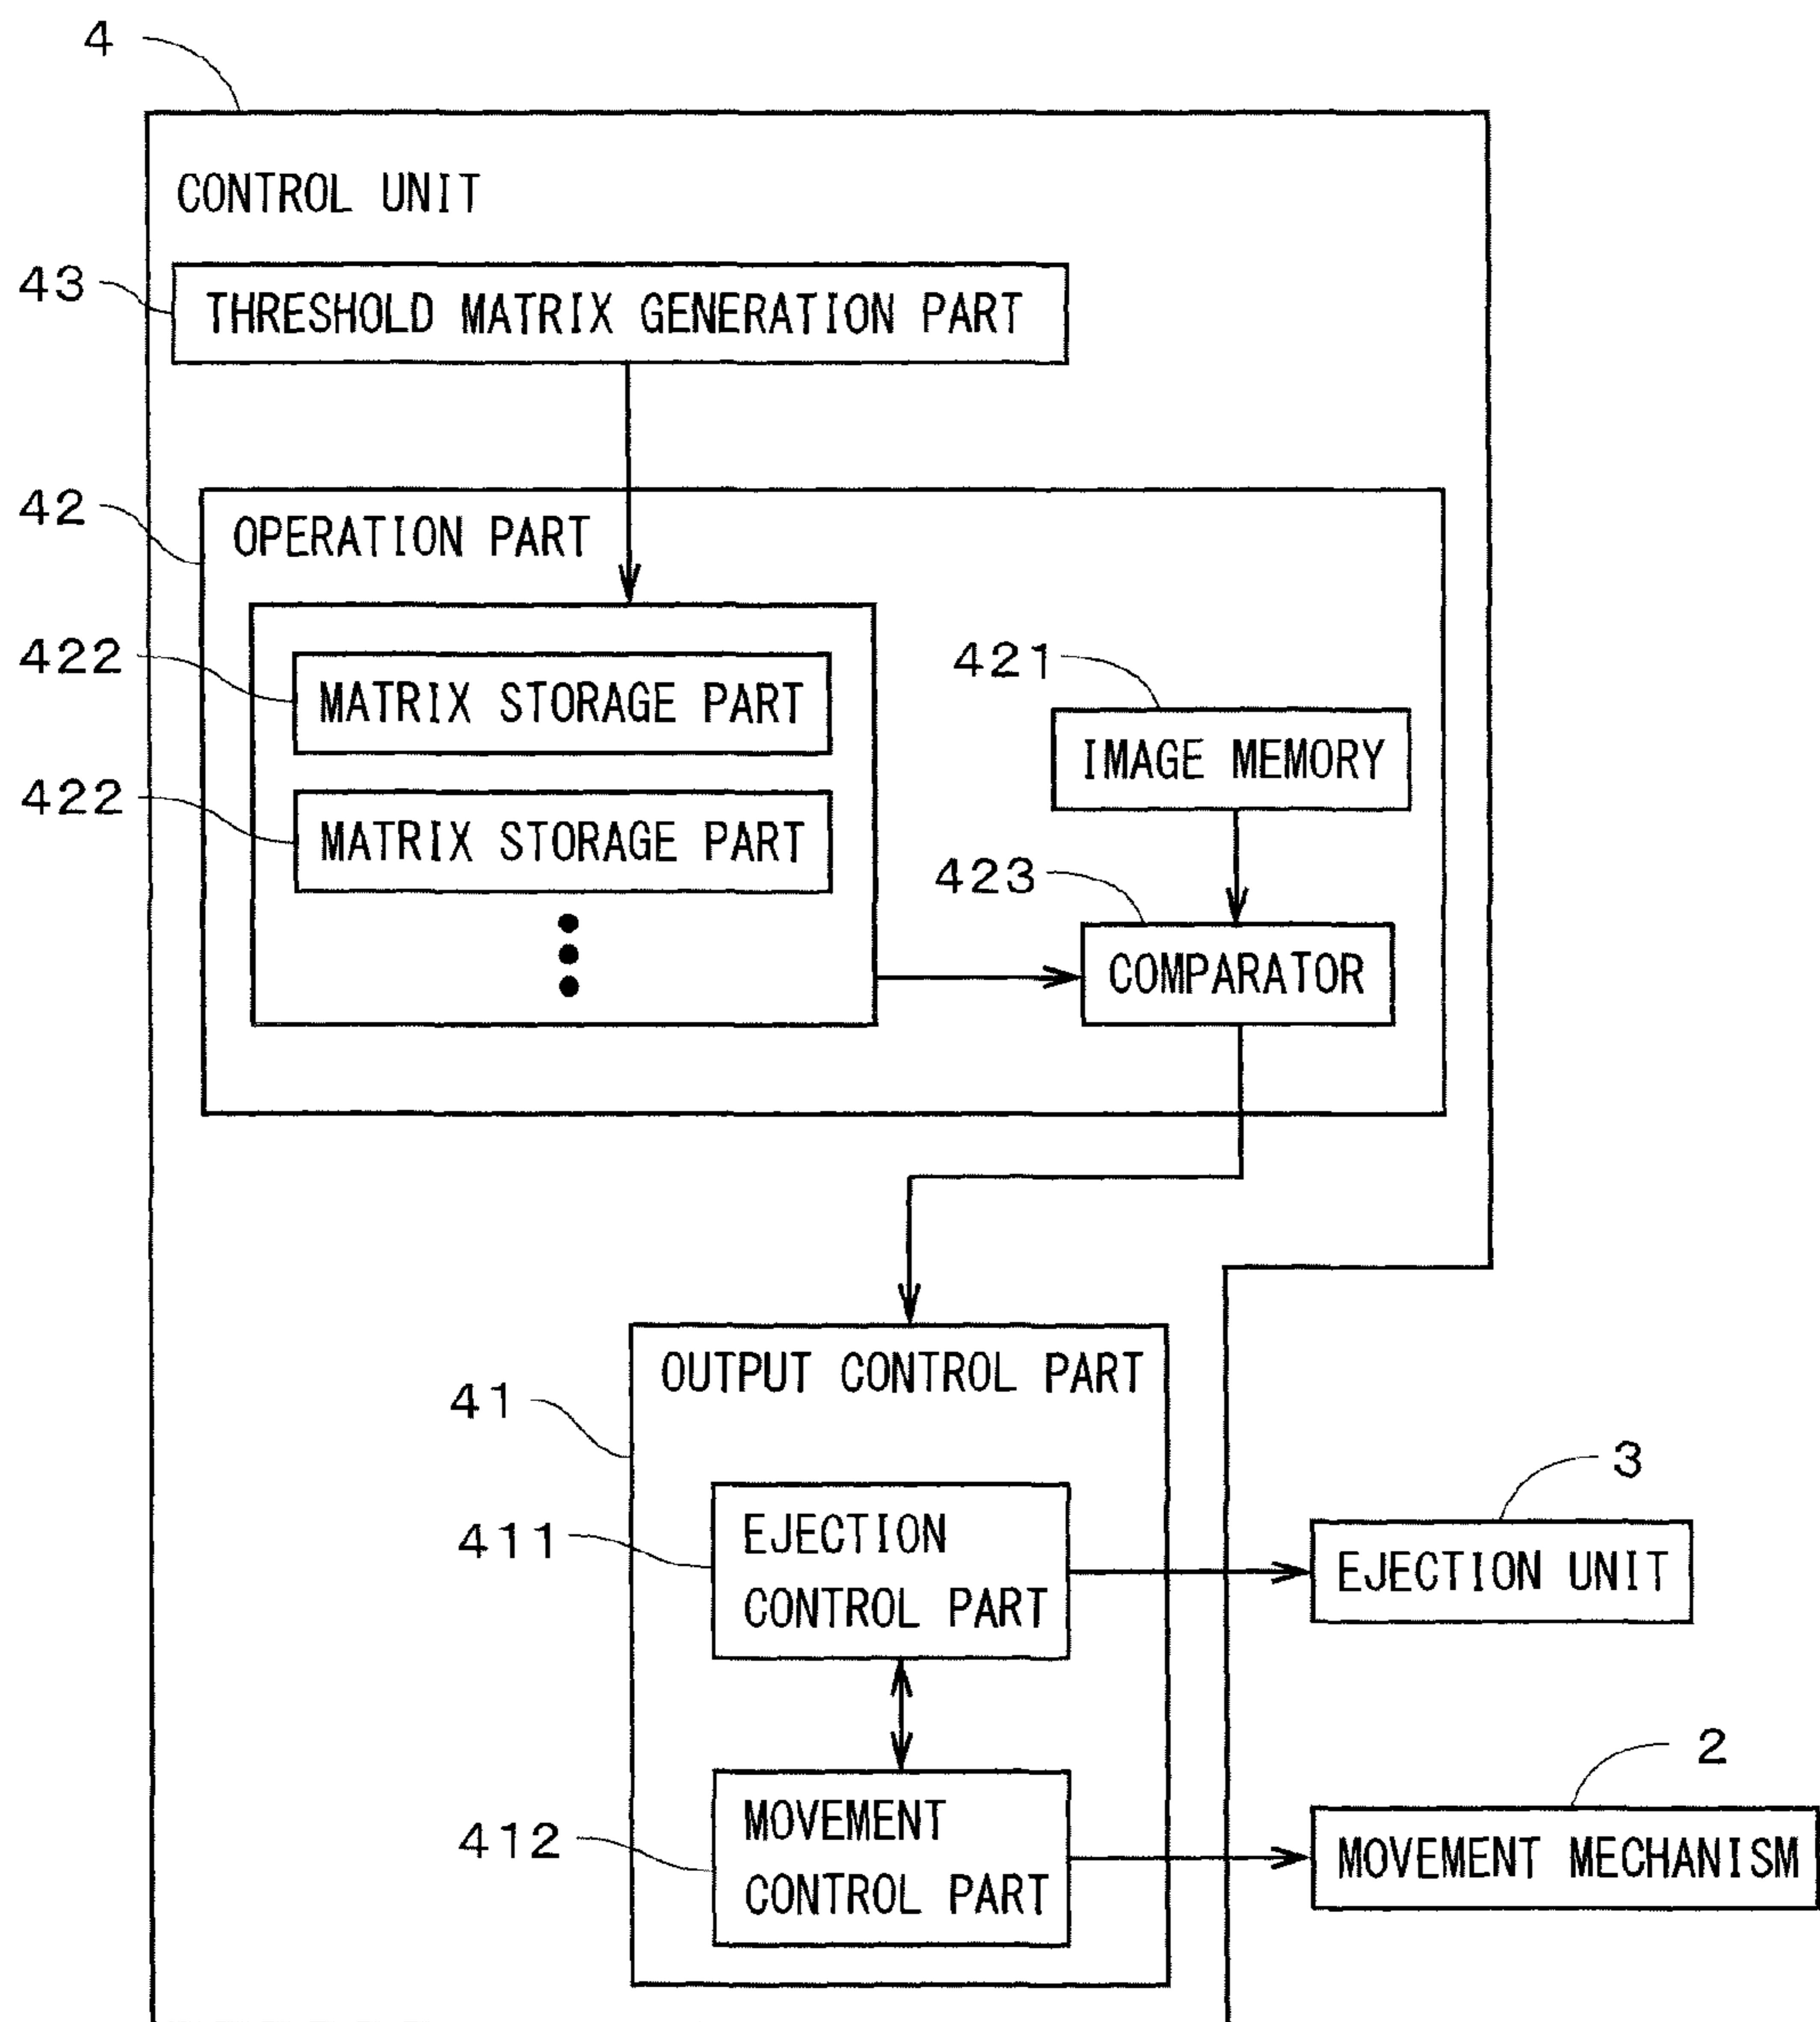 4
CONTROL UNIT
43
THRESHOLD MATRIX GENERATION PART
42
OPERATION PART
422
MATRIX STORAGE PART
421
IMAGE MEMORY
422
MATRIX STORAGE PART
423
COMPARATOR
OUTPUT CONTROL PART
41
3
411
EJECTION
CONTROL PART
EJECTION UNIT
2
412
MOVEMENT
CONTROL PART
MOVEMENT MECHANISM